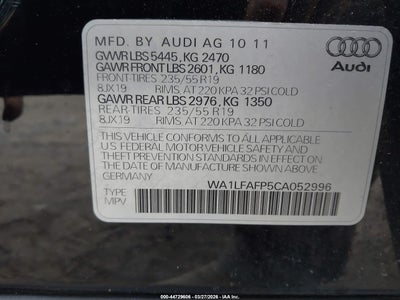 MFD. BY AUDI AG 10 11
GVWR LBS 5445, KG 2470
GAWR FRONT LBS 2601, KG 1180
FRONT-TIRES 235/55 R19
8JX19 RIMS, AT 220 KPA 32 PSI COLD
GAWR REAR LBS 2976, KG 1350
REAR-TIRES 235/55 R19
8JX19 RIMS, AT 220 KPA 32 PSI COLD
Audi
THIS VEHICLE CONFORMS TO ALL APPLICABLE
U.S. FEDERAL MOTOR VEHICLE SAFETY BUMPER
AND THEFT PREVENTION STANDARDS IN EFFECT ON
THE DATE OF MANUFACTURE SHOWN ABOVE.
GERMANY
WA1LFAFP5CA052996
TYPE:
MPV
000-44729606 - 03/27/2026 - IAAI.COM